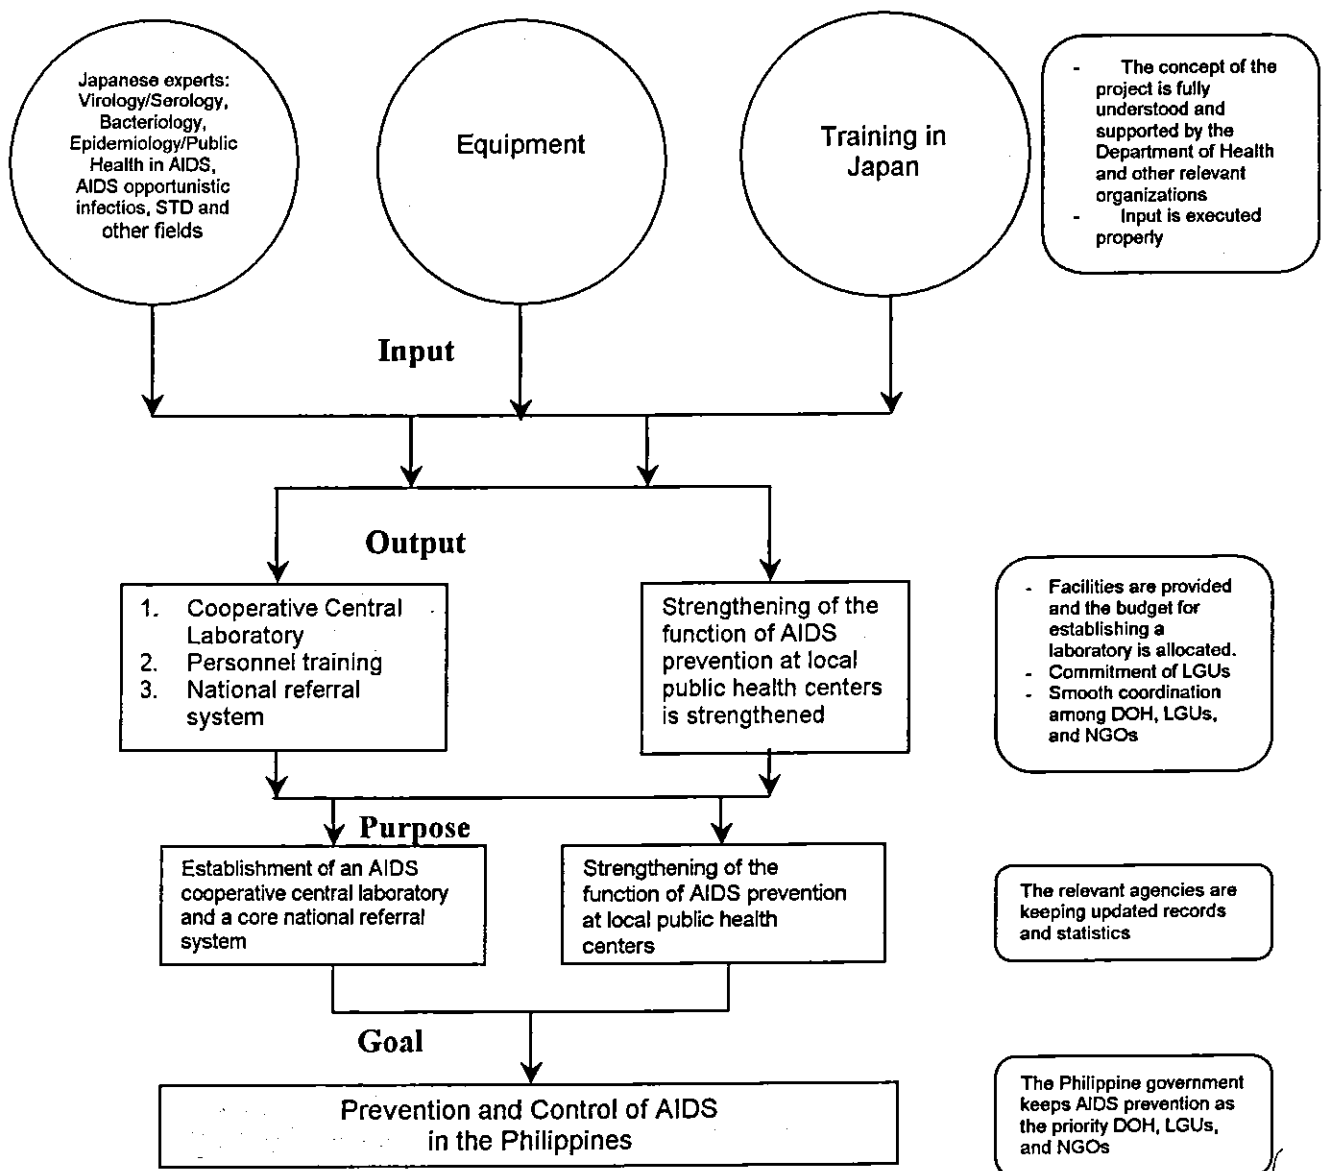 Japanese experts:
Virology/Serology,
Bacteriology,
Epidemiology/Public
Health in AIDS,
AIDS opportunistic
infectios, STD and
other fields
Equipment
Training in
Japan
- The concept of the
project is fully
understood and
supported by the
Department of Health
and other relevant
organizations
- Input is executed
properly
Input
Output
1. Cooperative Central
Laboratory
2. Personnel training
3. National referral
system
Strengthening of the
function of AIDS
prevention at local
public health centers
is strengthened
- Facilities are provided
and the budget for
establishing a
laboratory is allocated.
- Commitment of LGUs
- Smooth coordination
among DOH, LGUs,
and NGOs
Purpose
Establishment of an AIDS
cooperative central laboratory
and a core national referral
system
Strengthening of the
function of AIDS prevention
at local public health
centers
The relevant agencies are
keeping updated records
and statistics
Goal
Prevention and Control of AIDS
in the Philippines
The Philippine government
keeps AIDS prevention as
the priority DOH, LGUs,
and NGOs